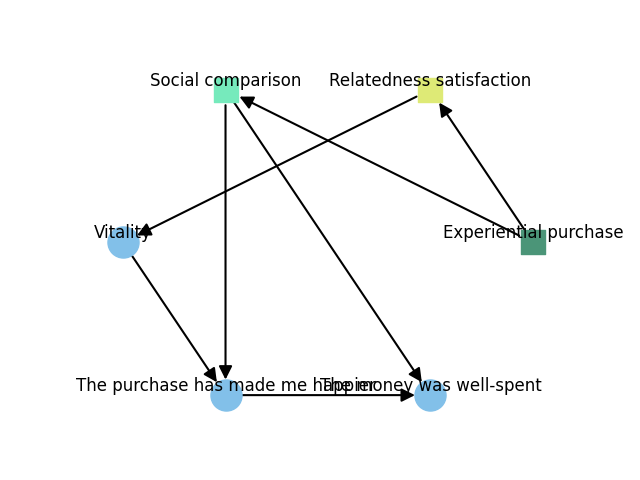 Social comparison
Relatedness satisfaction
Vitality
Experiential purchase
The purchase has made me happier
The money was well-spent